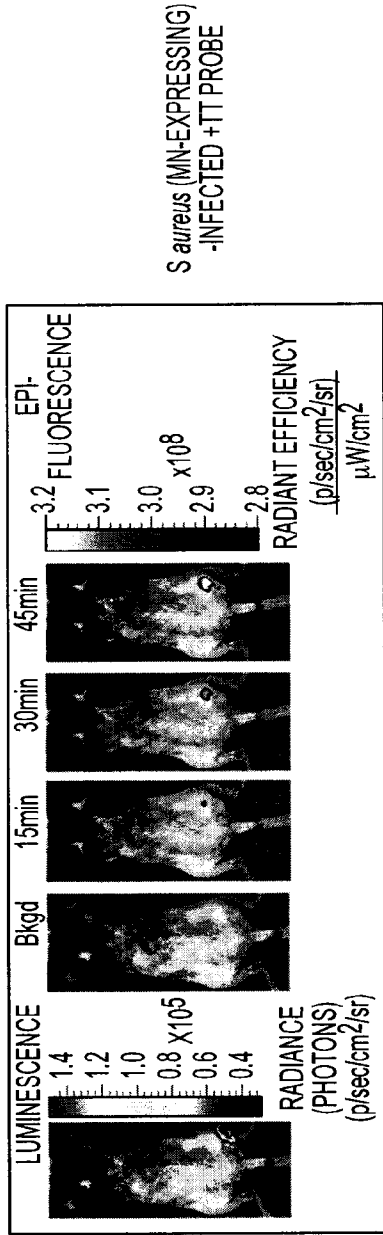 LUMINESCENCE
1.4
1.2
1.0
0.8 X10⁵
0.6
0.4
RADIANCE
(PHOTONS)
(p/sec/cm2/sr)
Bkgd
15min
30min
45min
EPI-
FLUORESCENCE
3.2
3.1
3.0 x10⁸
2.9
2.8
RADIANT EFFICIENCY
(p/sec/cm2/sr)
μW/cm²
S aureus (MN-EXPRESSING)
-INFECTED +TT PROBE